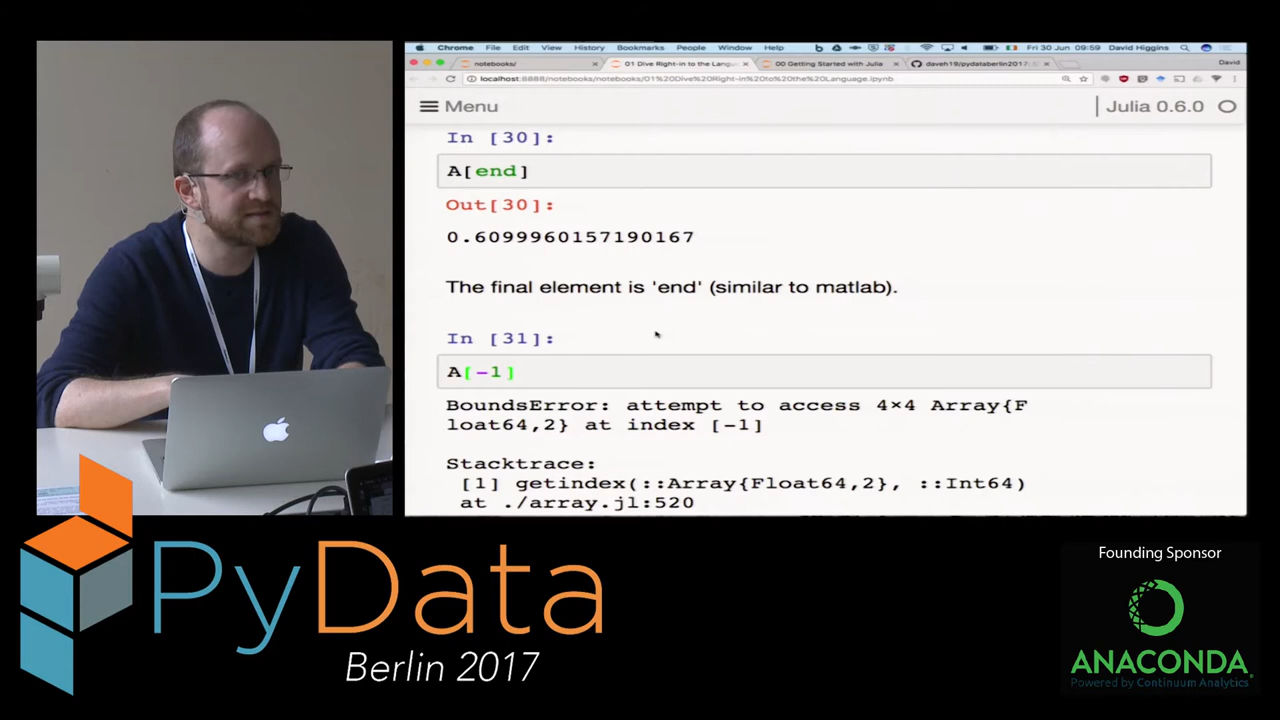 Chrome File Edit View History Bookmarks People Window Help Fri 30 Jun 09:59 David Higgins
notebooks/ 01 Dive Right-in to the Langu 00 Getting Started with Julia daveh19/pydataberlin2017: David
localhost:8888/notebooks/notebooks/01%20Dive%20Right-in%20to%20the%20Language.ipynb
Menu Julia 0.6.0
In [30]:
A[end]
Out[30]:
0.6099960157190167
The final element is 'end' (similar to matlab).
In [31]:
A[-1]
BoundsError: attempt to access 4×4 Array{F
loat64,2} at index [-1]
Stacktrace:
[1] getindex(::Array{Float64,2}, ::Int64)
at ./array.jl:520
PyData
Berlin 2017
Founding Sponsor
ANACONDA
Powered by Continuum Analytics